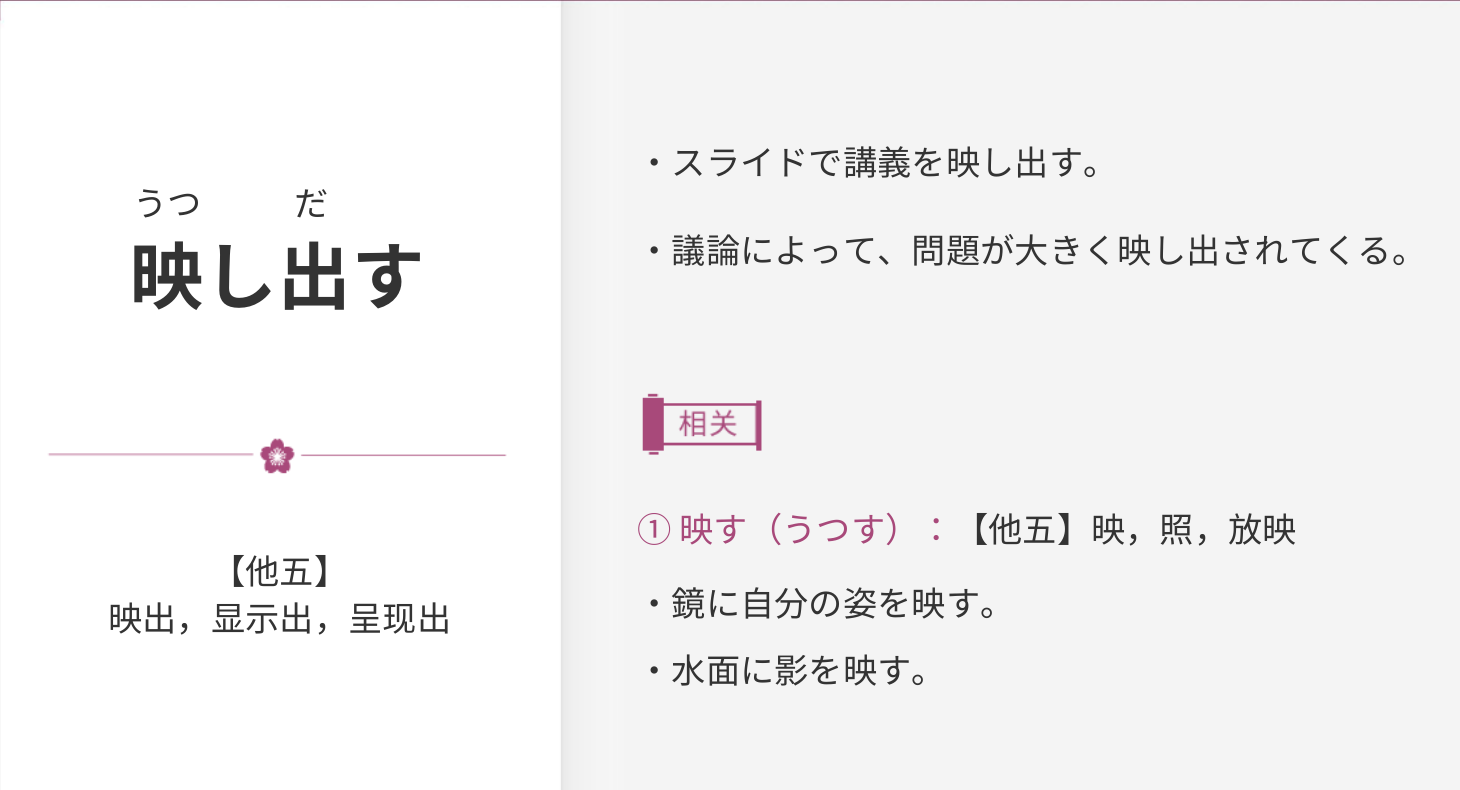 うつ だ
映し出す
【他五】
映出，显示出，呈现出
・スライドで講義を映し出す。
・議論によって、問題が大きく映し出されてくる。
相关
① 映す（うつす）：【他五】映，照，放映
・鏡に自分の姿を映す。
・水面に影を映す。